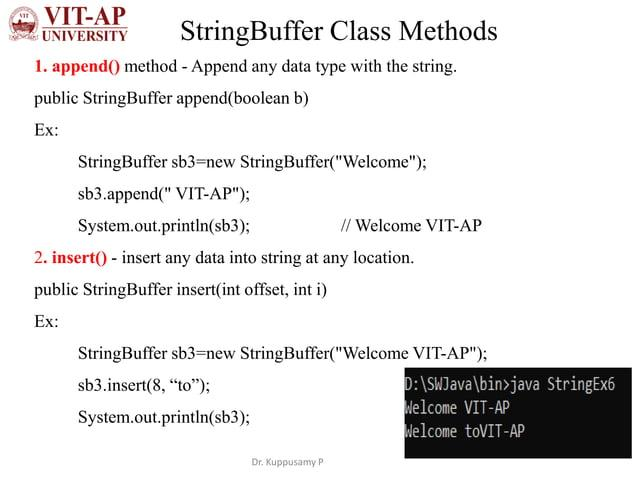 VIT-AP
UNIVERSITY
StringBuffer Class Methods
1. append() method - Append any data type with the string.
public StringBuffer append(boolean b)
Ex:
StringBuffer sb3=new StringBuffer("Welcome");
sb3.append(" VIT-AP");
System.out.println(sb3); // Welcome VIT-AP
2. insert() - insert any data into string at any location.
public StringBuffer insert(int offset, int i)
Ex:
StringBuffer sb3=new StringBuffer("Welcome VIT-AP");
sb3.insert(8, “to”);
System.out.println(sb3);
D:\SWJava\bin>java StringEx6
Welcome VIT-AP
Welcome toVIT-AP
Dr. Kuppusamy P